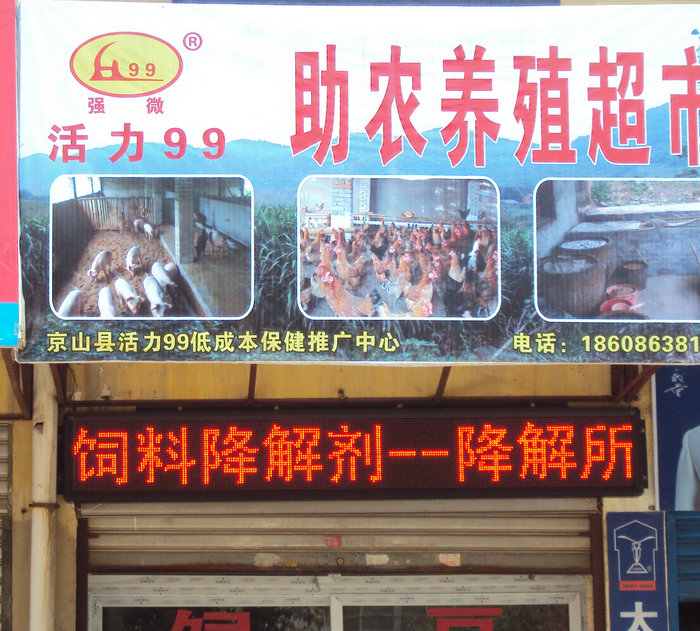 99
®
强微
活力99
助农养殖超市
京山县活力99低成本保健推广中心
电话：186086381
饲料降解剂--降解所
大